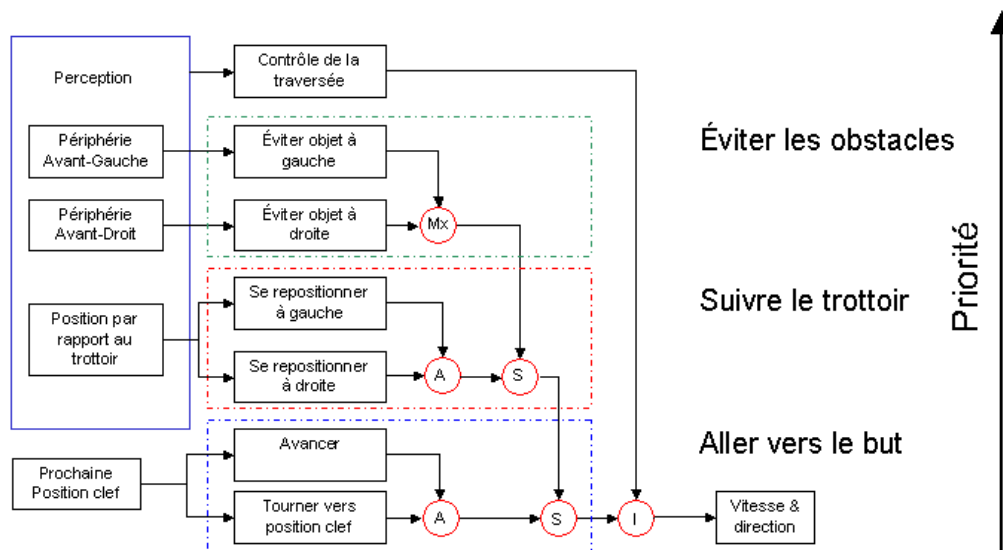 Perception
Contrôle de la
traversée
Périphérie
Avant-Gauche
Éviter objet à
gauche
Éviter les obstacles
Périphérie
Avant-Droit
Éviter objet à
droite
Mx
Position par
rapport au
trottoir
Se repositionner
à gauche
Suivre le trottoir
Se repositionner
à droite
A
S
Prochaine
Position clef
Avancer
Aller vers le but
Tourner vers
position clef
A
S
I
Vitesse &
direction
Priorité